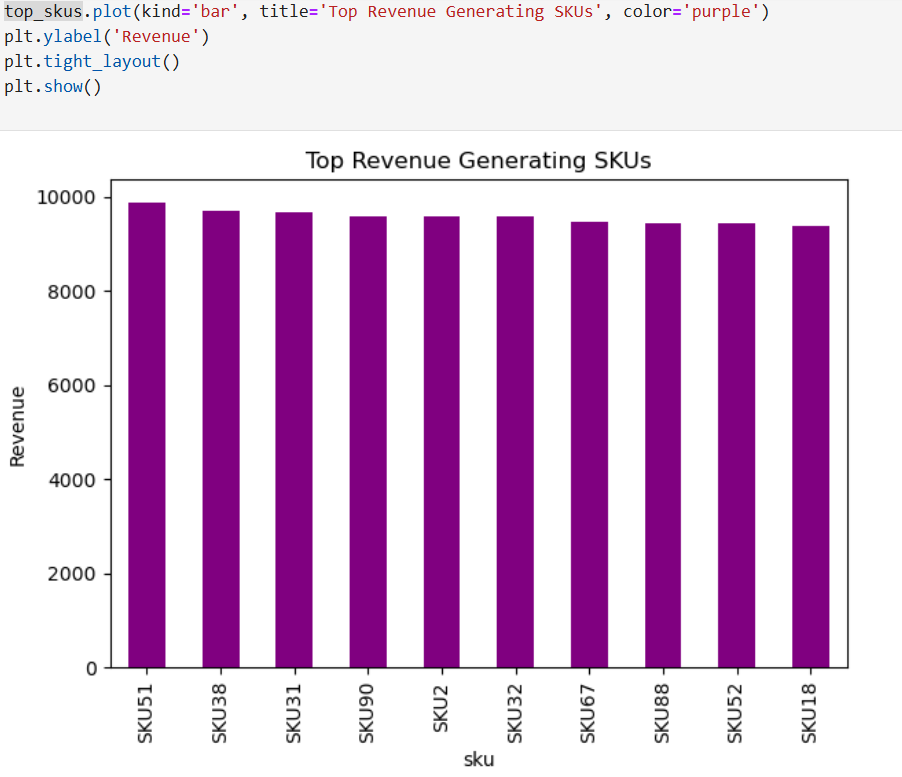 top_skus.plot(kind='bar', title='Top Revenue Generating SKUs', color='purple')
plt.ylabel('Revenue')
plt.tight_layout()
plt.show()
Top Revenue Generating SKUs
10000
8000
6000
4000
2000
0
Revenue
SKU51
SKU38
SKU31
SKU90
SKU2
SKU32
SKU67
SKU88
SKU52
SKU18
sku